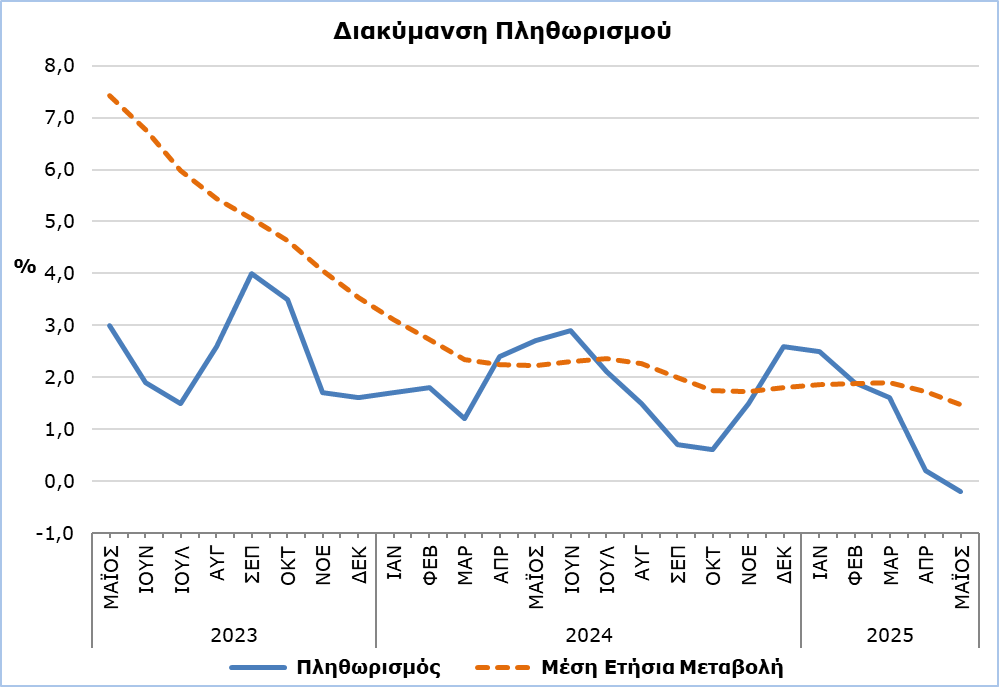 Διακύμανση Πληθωρισμού
8,0
7,0
6,0
5,0
%
4,0
3,0
2,0
1,0
0,0
-1,0
ΜΑΪΟΣ ΙΟΥΝ ΙΟΥΛ ΑΥΓ ΣΕΠ ΟΚΤ ΝΟΕ ΔΕΚ ΙΑΝ ΦΕΒ ΜΑΡ ΑΠΡ ΜΑΪΟΣ ΙΟΥΝ ΙΟΥΛ ΑΥΓ ΣΕΠ ΟΚΤ ΝΟΕ ΔΕΚ ΙΑΝ ΦΕΒ ΜΑΡ ΑΠΡ ΜΑΪΟΣ
2023 2024 2025
Πληθωρισμός Μέση Ετήσια Μεταβολή